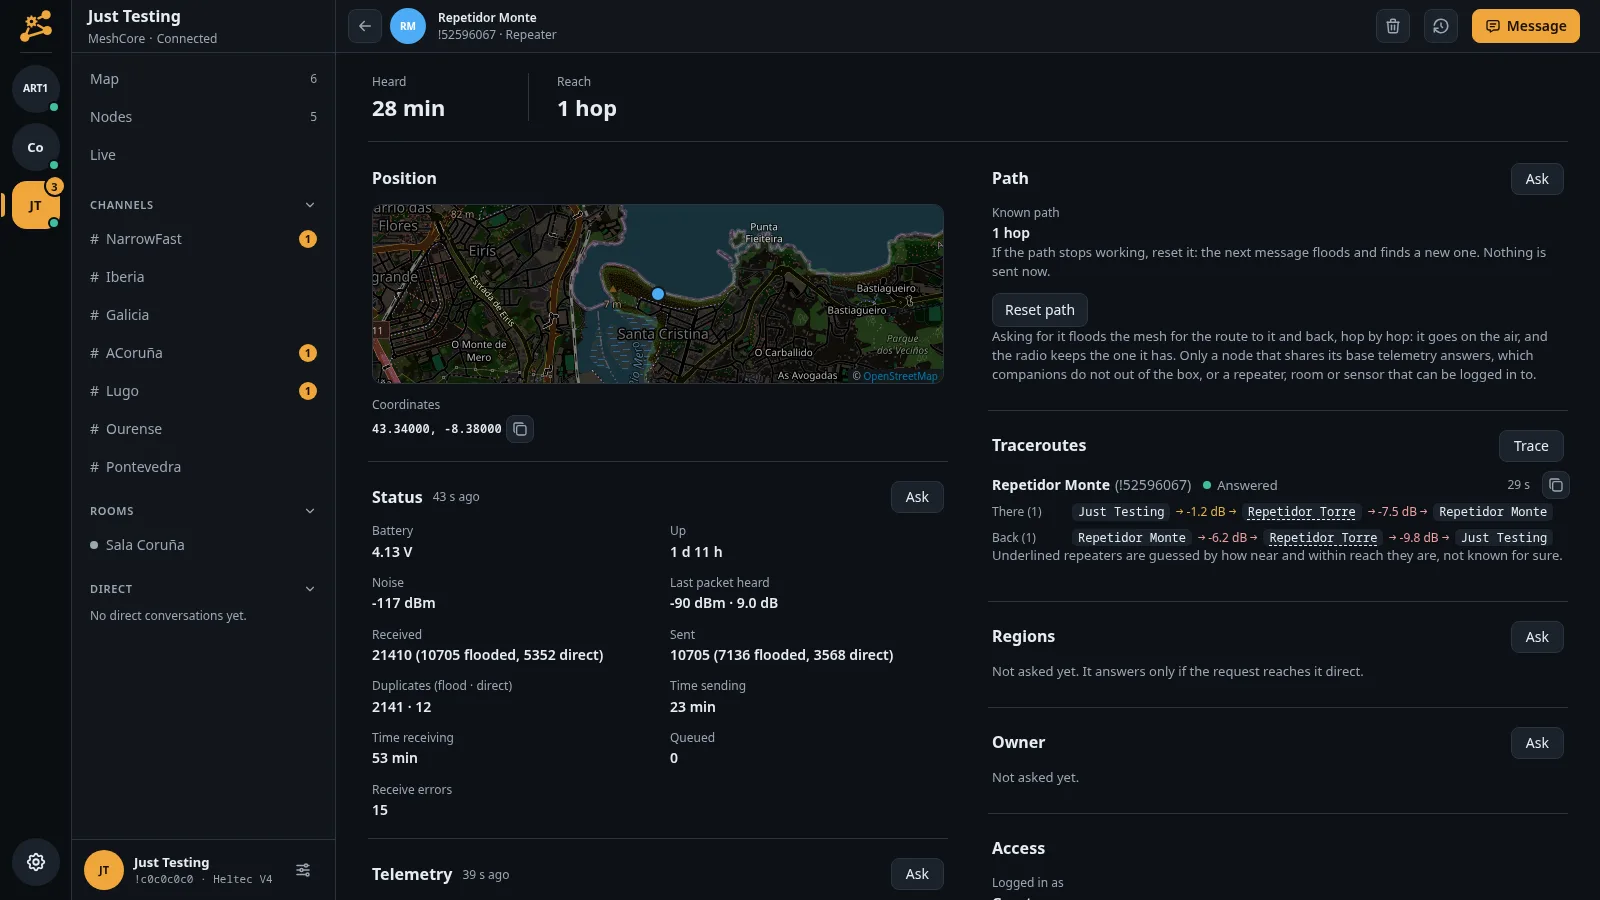 Just Testing
MeshCore · Connected
ART1
Co
3
JT
Map 6
Nodes 5
Live
CHANNELS
# NarrowFast 1
# Iberia
# Galicia
# ACoruña 1
# Lugo 1
# Ourense
# Pontevedra
ROOMS
Sala Coruña
DIRECT
No direct conversations yet.
JT
Just Testing
!c0c0c0c0 · Heltec V4
RM
Repetidor Monte
!52596067 · Repeater
Message
Heard
28 min
Reach
1 hop
Position
arrio das
Flores
82 m
Eirís
grande
Estrada de Eirís
11
O Monte de
Mero
Punta
Fieiteira
7 m
Santa Cristina
Bastiagueiro
Bastiagueiro
O Carballido
Parque
dos Veciños
As Avogadas
© OpenStreetMap
Coordinates
43.34000, -8.38000
Status 43 s ago
Ask
Battery
4.13 V
Up
1 d 11 h
Noise
-117 dBm
Last packet heard
-90 dBm · 9.0 dB
Received
21410 (10705 flooded, 5352 direct)
Sent
10705 (7136 flooded, 3568 direct)
Duplicates (flood · direct)
2141 · 12
Time sending
23 min
Time receiving
53 min
Queued
0
Receive errors
15
Telemetry 39 s ago
Ask
Path
Ask
Known path
1 hop
If the path stops working, reset it: the next message floods and finds a new one. Nothing is
sent now.
Reset path
Asking for it floods the mesh for the route to it and back, hop by hop: it goes on the air, and
the radio keeps the one it has. Only a node that shares its base telemetry answers, which
companions do not out of the box, or a repeater, room or sensor that can be logged in to.
Traceroutes
Trace
Repetidor Monte (!52596067) Answered 29 s
There (1) Just Testing → -1.2 dB → Repetidor Torre → -7.5 dB → Repetidor Monte
Back (1) Repetidor Monte → -6.2 dB → Repetidor Torre → -9.8 dB → Just Testing
Underlined repeaters are guessed by how near and within reach they are, not known for sure.
Regions
Ask
Not asked yet. It answers only if the request reaches it direct.
Owner
Ask
Not asked yet.
Access
Logged in as